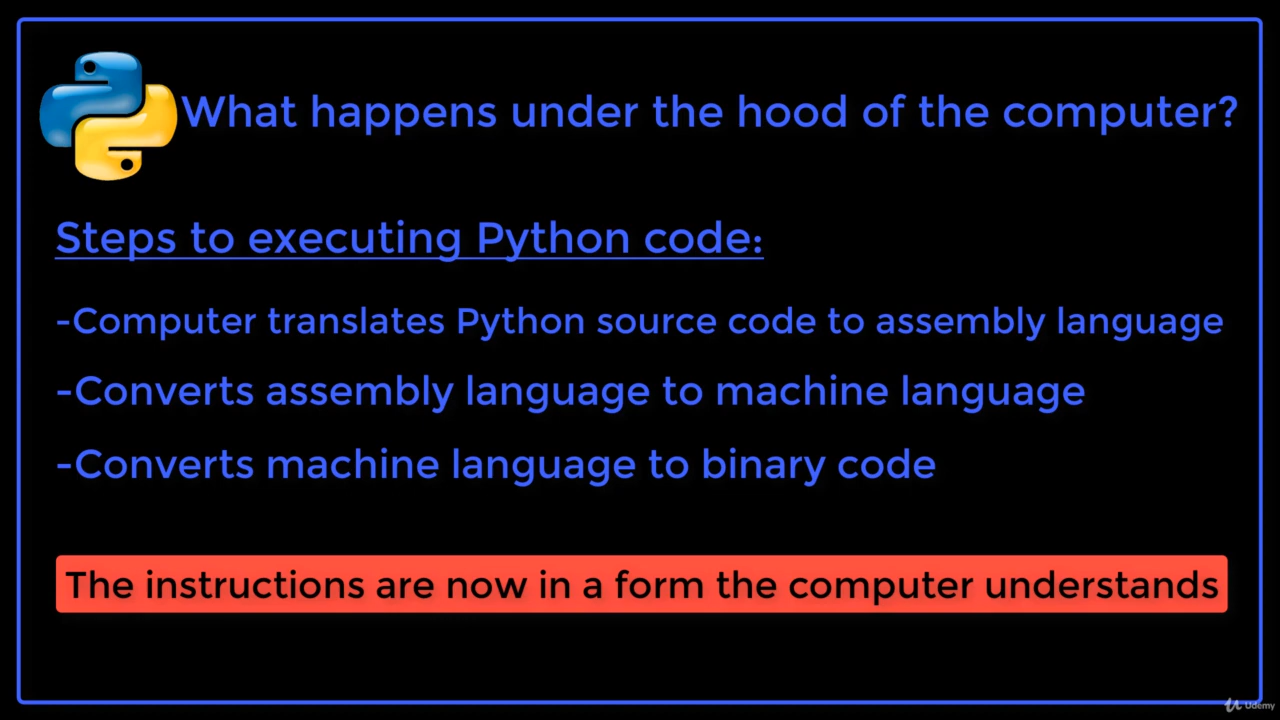 What happens under the hood of the computer?
Steps to executing Python code:
-Computer translates Python source code to assembly language
-Converts assembly language to machine language
-Converts machine language to binary code
The instructions are now in a form the computer understands
Udemy